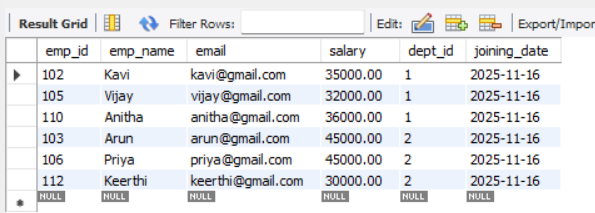 Result Grid Filter Rows: Edit: Export/Impor
emp_id emp_name email salary dept_id joining_date
102 Kavi kavi@gmail.com 35000.00 1 2025-11-16
105 Vijay vijay@gmail.com 32000.00 1 2025-11-16
110 Anitha anitha@gmail.com 36000.00 1 2025-11-16
103 Arun arun@gmail.com 45000.00 2 2025-11-16
106 Priya priya@gmail.com 45000.00 2 2025-11-16
112 Keerthi keerthi@gmail.com 30000.00 2 2025-11-16
NULL NULL NULL NULL NULL NULL